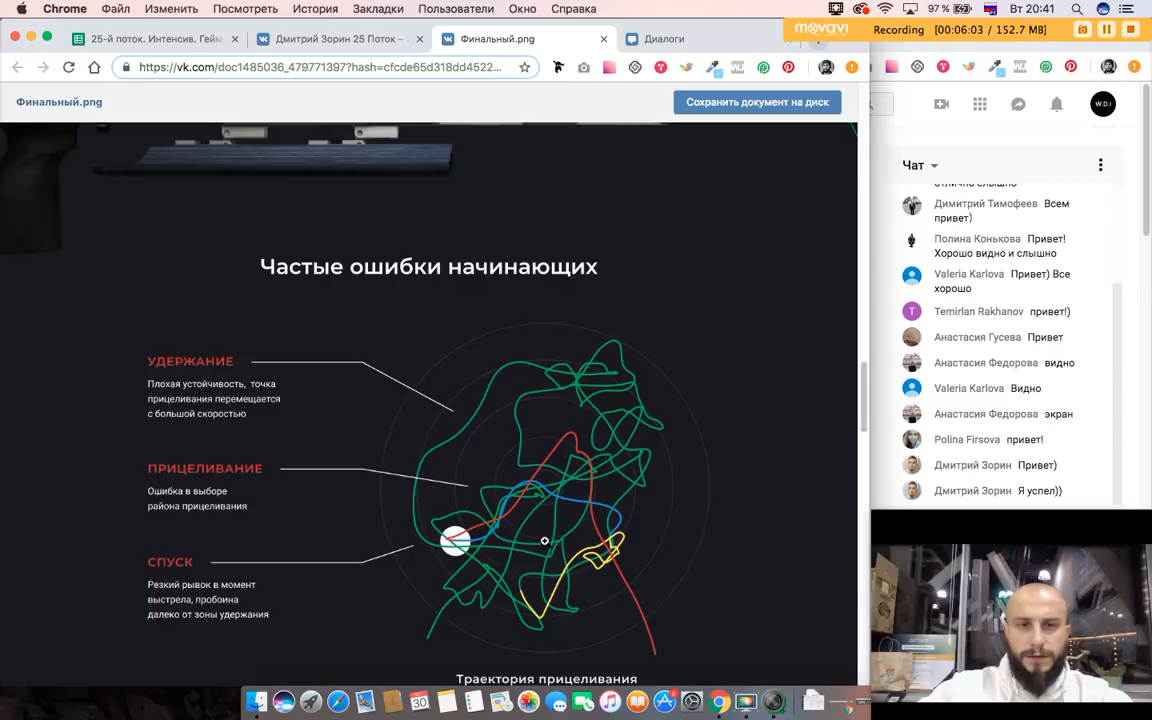 Chrome Файл Изменить Посмотреть История Закладки Пользователи Окно Справка
97 % Вт 20:41
25-й поток. Интенсив. Гейм
Дмитрий Зорин 25 Поток –
Финальный.png
Диалоги
movavi
Recording (00:06:03 / 152.7 MB)
https://vk.com/doc1485036_479771397?hash=cfcde65d318dd4522...
Финальный.png
Сохранить документ на диск
W.D.I
Чат
отлично слышно
Димитрий Тимофеев Всем
привет)
Полина Конькова Привет!
Хорошо видно и слышно
Valeria Karlova Привет) Все
хорошо
Temirlan Rakhanov привет!)
Анастасия Гусева Привет
Анастасия Федорова видно
Valeria Karlova Видно
Анастасия Федорова экран
Polina Firsova привет!
Дмитрий Зорин Привет)
Дмитрий Зорин Я успел))
Частые ошибки начинающих
УДЕРЖАНИЕ
Плохая устойчивость, точка
прицеливания перемещается
с большой скоростью
ПРИЦЕЛИВАНИЕ
Ошибка в выборе
района прицеливания
СПУСК
Резкий рывок в момент
выстрела, пробоина
далеко от зоны удержания
Траектория прицеливания
30